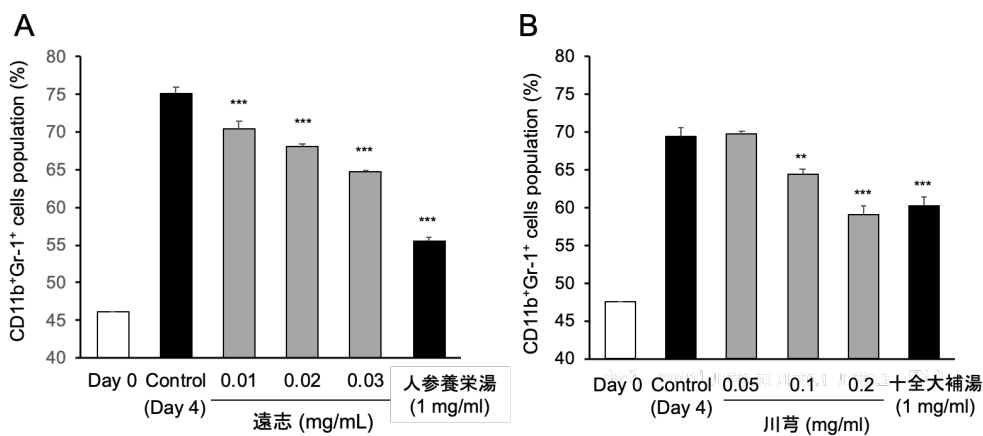 A
CD11b+Gr-1+ cells population (%)
80
75
70
65
60
55
50
45
40
***
***
***
***
Day 0
Control
(Day 4)
0.01
0.02
0.03
遠志 (mg/mL)
人参養栄湯
(1 mg/ml)
B
CD11b+Gr-1+ cells population (%)
80
75
70
65
60
55
50
45
40
**
***
***
Day 0
Control
(Day 4)
0.05
0.1
0.2
川芎 (mg/ml)
十全大補湯
(1 mg/ml)